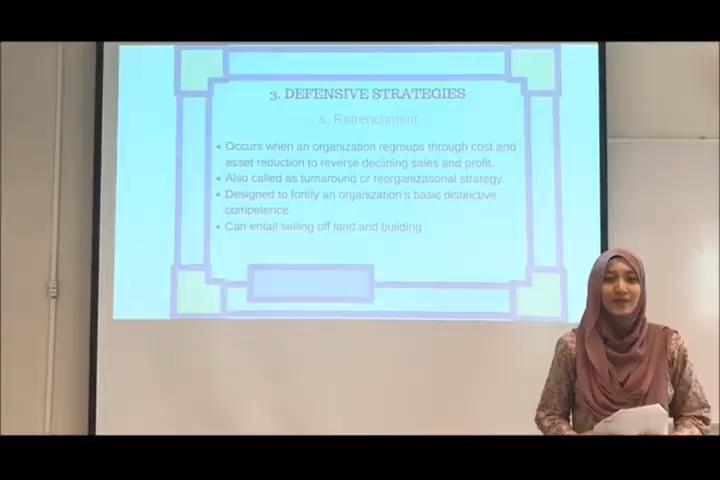 3. DEFENSIVE STRATEGIES
a. Retrenchment
• Occurs when an organization regroups through cost and
asset reduction to reverse declining sales and profit.
• Also called as turnaround or reorganizational strategy.
• Designed to fortify an organization's basic distinctive
competence
• Can entail selling off land and building